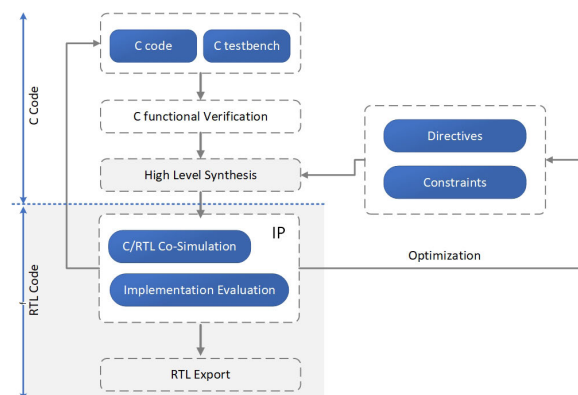 C code
C testbench
C Code
C functional Verification
Directives
High Level Synthesis
Constraints
IP
C/RTL Co-Simulation
Optimization
Implementation Evaluation
RTL Code
RTL Export